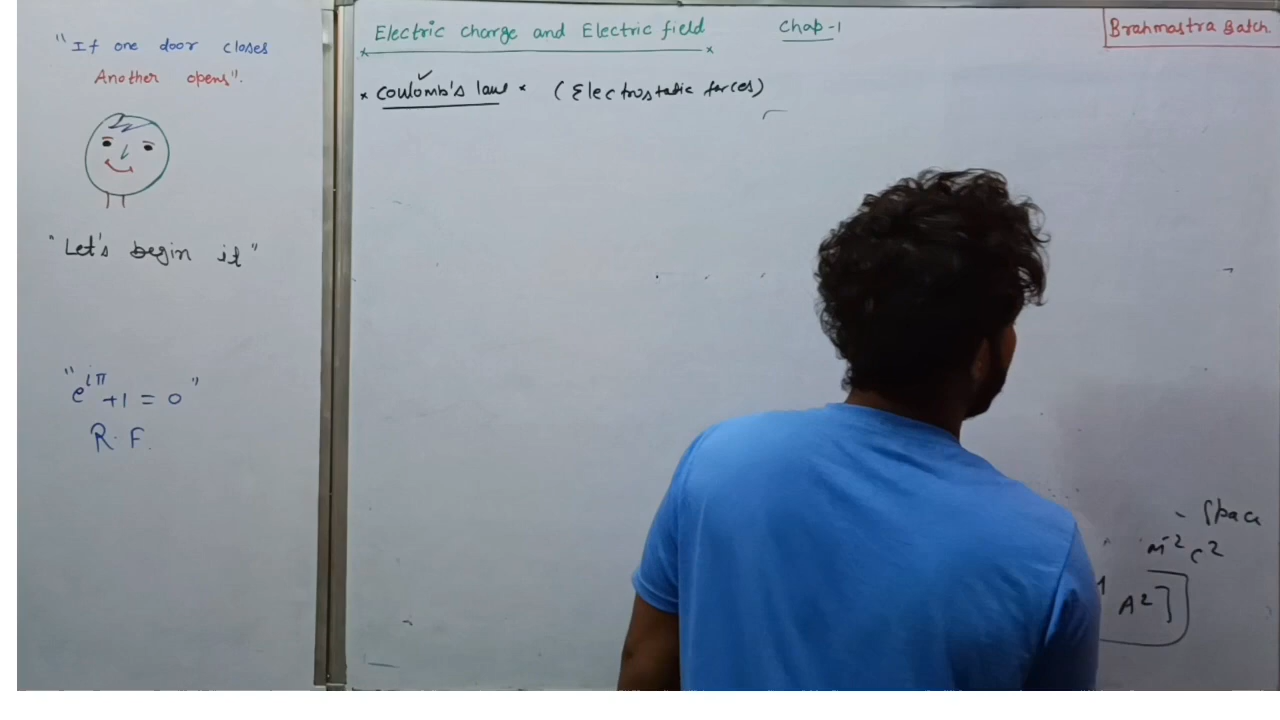 "If one door closes
Another opens".
"Let's begin it"
"e^{iπ} + 1 = 0"
R. F.
Electric charge and Electric field Chap-1
Brahmastra Batch.
* Coulomb's law * (Electrostatic forces)
space
m⁻² c²
A²]